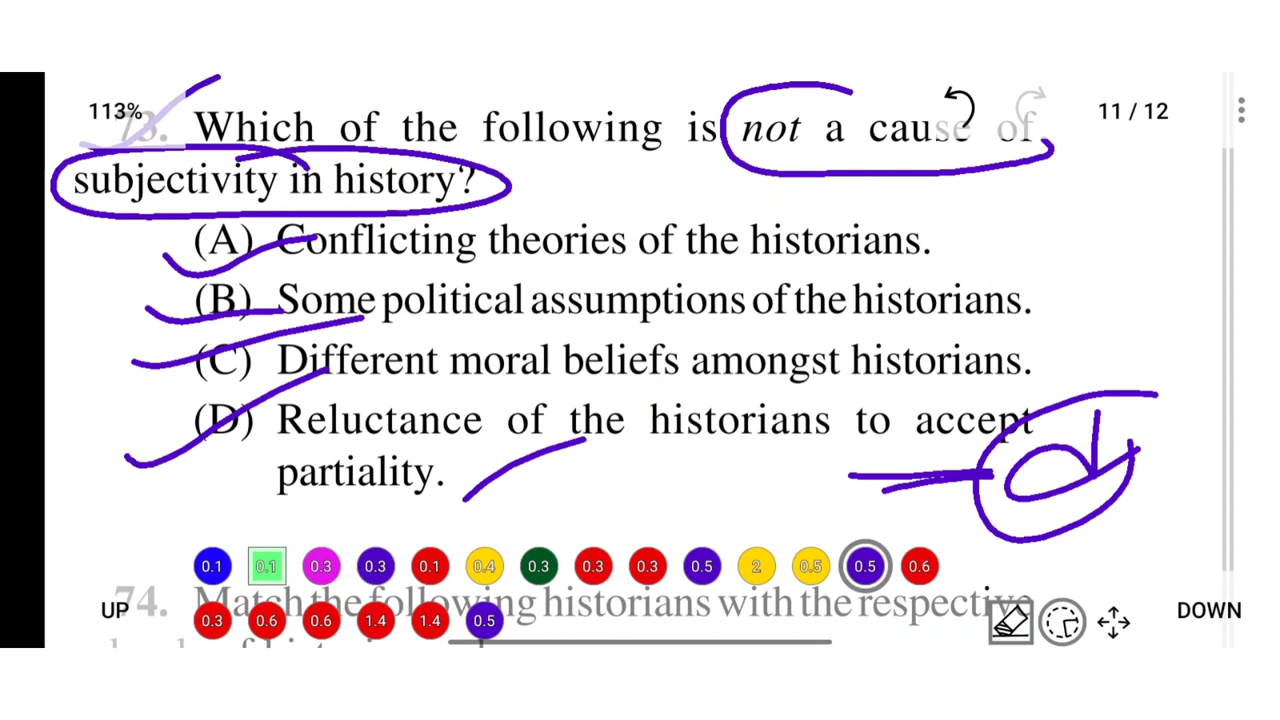 113%
11 / 12
73. Which of the following is not a cause of
subjectivity in history?
(A) Conflicting theories of the historians.
(B) Some political assumptions of the historians.
(C) Different moral beliefs amongst historians.
(D) Reluctance of the historians to accept
partiality.
d
0.1 0.1 0.3 0.3 0.1 0.4 0.3 0.3 0.3 0.5 2 0.5 0.5 0.6
UP
74. Match the following historians with the respective
DOWN
0.3 0.6 0.6 1.4 1.4 0.5